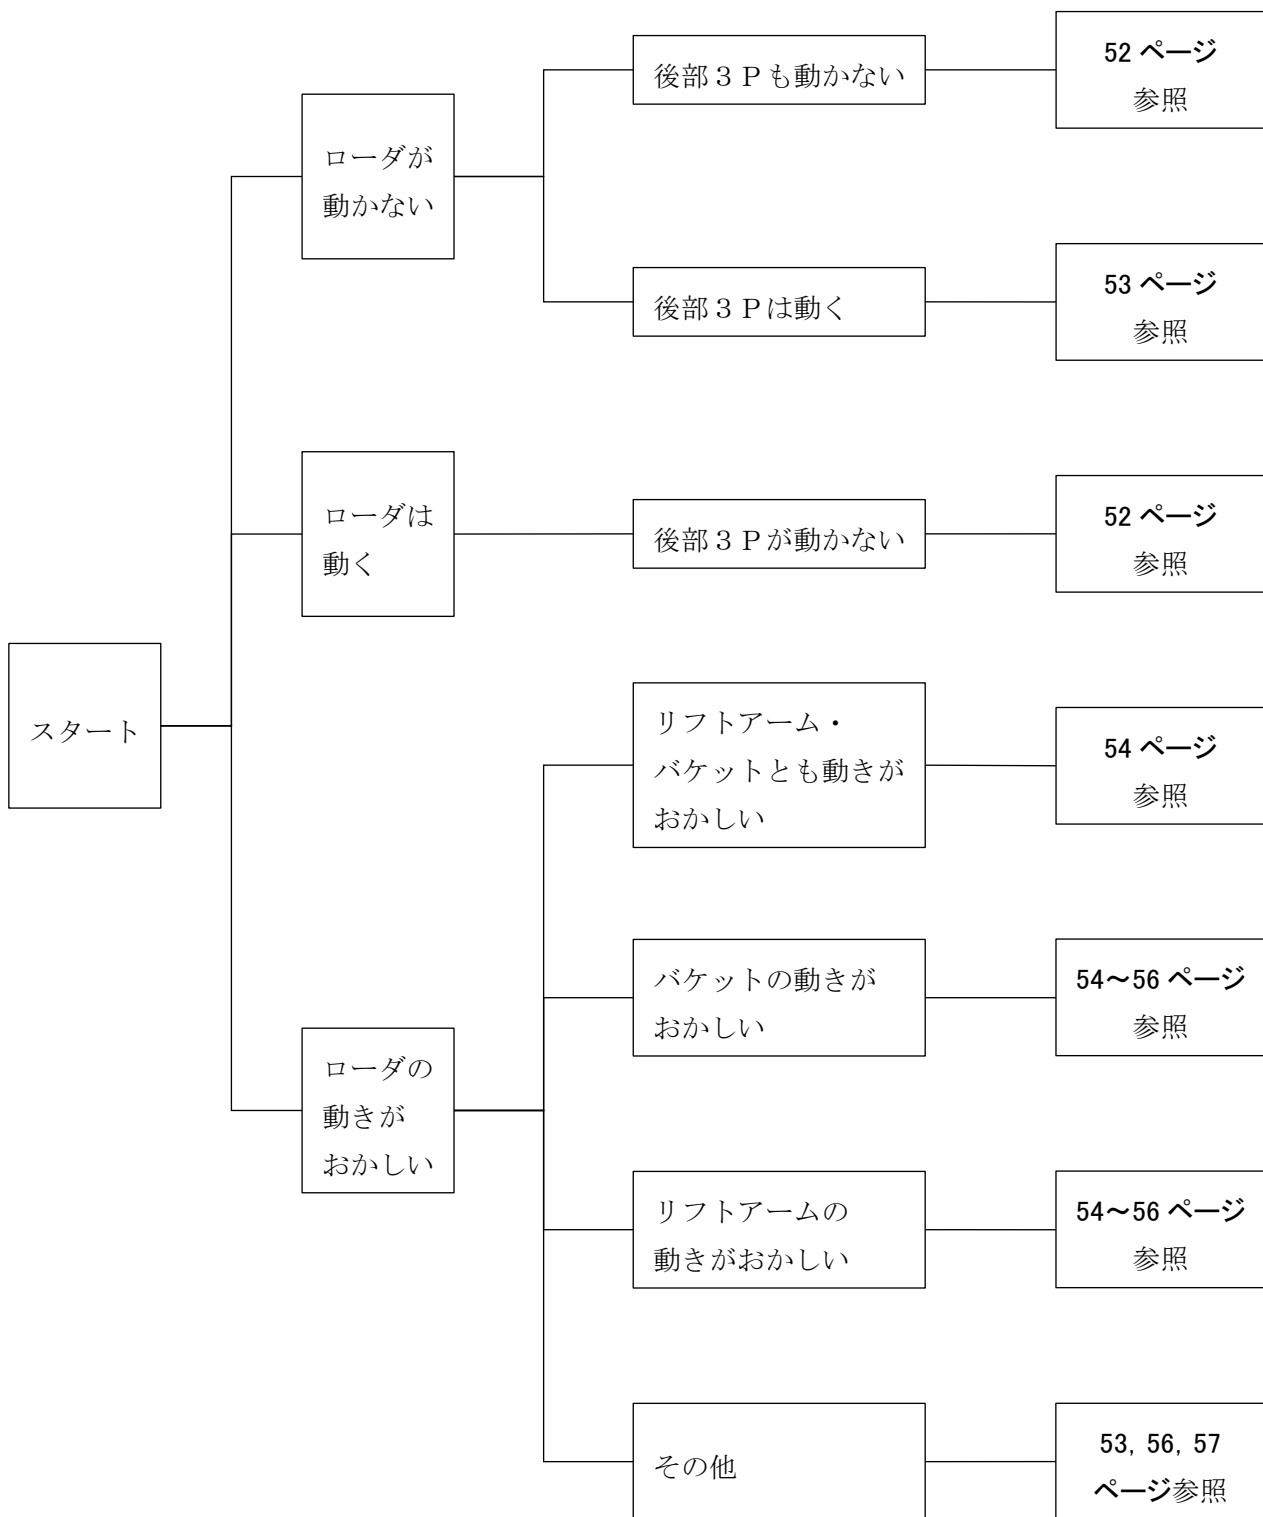 後部３Ｐも動かない
52 ページ
参照
ローダが
動かない
後部３Ｐは動く
53 ページ
参照
ローダは
動く
後部３Ｐが動かない
52 ページ
参照
スタート
リフトアーム・
バケットとも動きが
おかしい
54 ページ
参照
バケットの動きが
おかしい
54～56 ページ
参照
ローダの
動きが
おかしい
リフトアームの
動きがおかしい
54～56 ページ
参照
その他
53, 56, 57
ページ参照